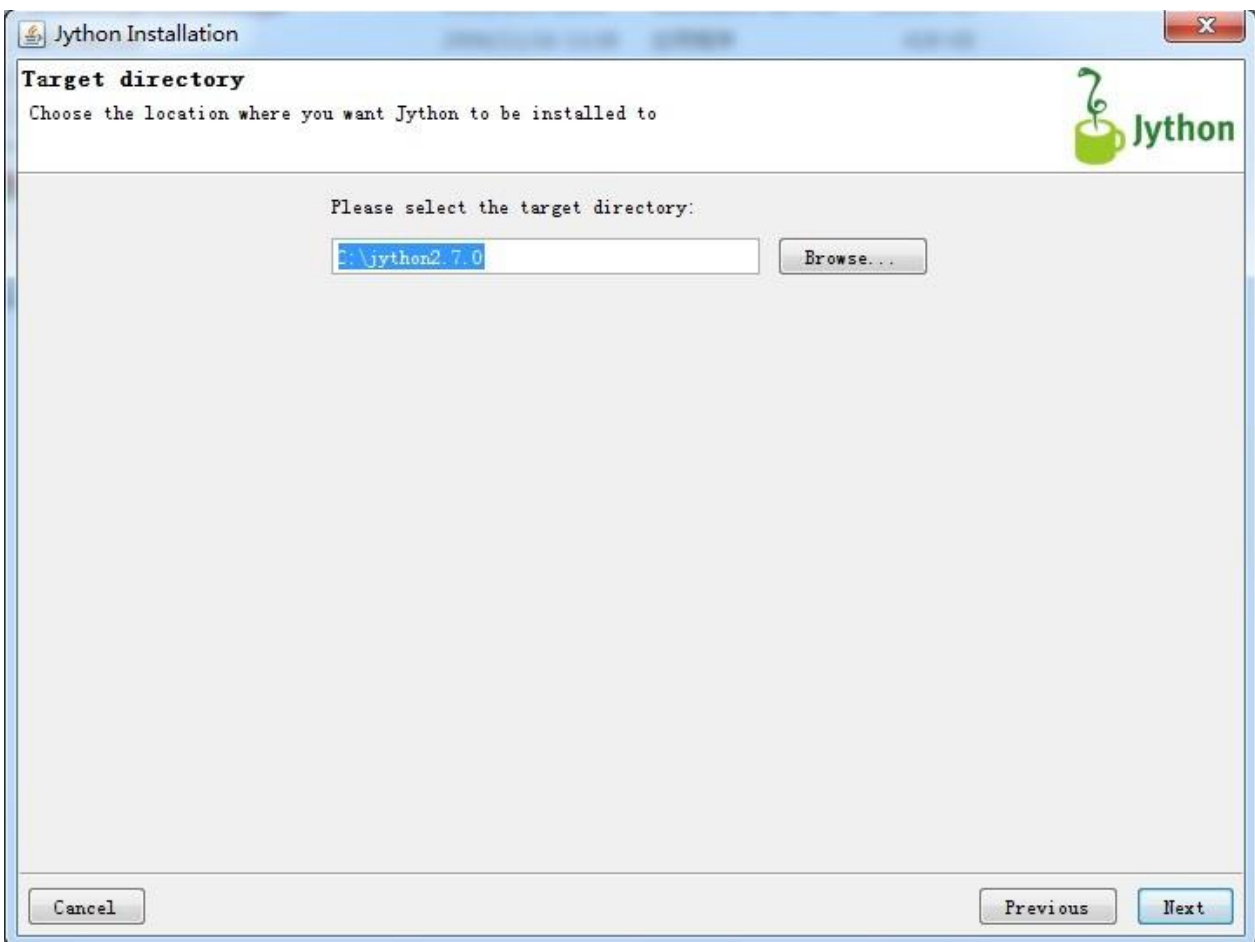 Jython Installation
Target directory
Choose the location where you want Jython to be installed to
Jython
Please select the target directory:
C:\jython2.7.0
Browse...
Cancel
Previous
Next